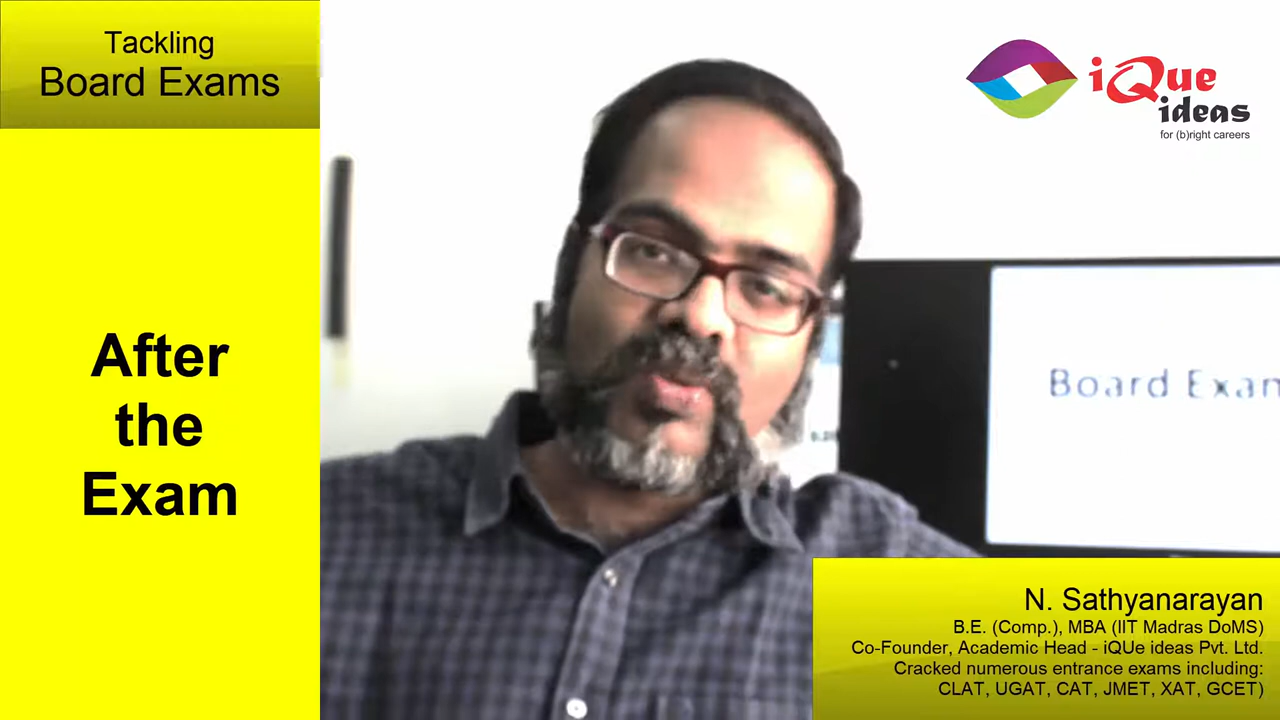 Tackling
Board Exams
iQue
ideas
for (b)right careers
After
the
Exam
Board Exam
N. Sathyanarayan
B.E. (Comp.), MBA (IIT Madras DoMS)
Co-Founder, Academic Head - iQUe ideas Pvt. Ltd.
Cracked numerous entrance exams including:
CLAT, UGAT, CAT, JMET, XAT, GCET)